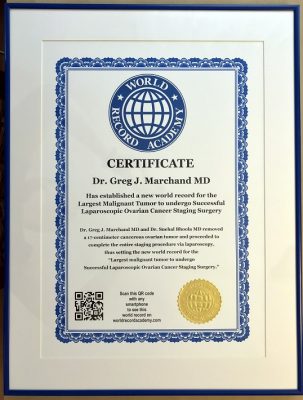 WORLD
RECORD ACADEMY
CERTIFICATE
Dr. Greg J. Marchand MD
Has established a new world record for the
Largest Malignant Tumor to undergo Successful
Laparoscopic Ovarian Cancer Staging Surgery
Dr. Greg J. Marchand MD and Dr. Snehal Bhoola MD removed
a 17-centimeter cancerous ovarian tumor and proceeded to
complete the entire staging procedure via laparoscopy,
thus setting the new world record for the
"Largest malignant tumor to undergo
Successful Laparoscopic Ovarian Cancer Staging Surgery."
Scan this QR code
with any
smartphone
to see this
world record on
worldrecordacademy.com